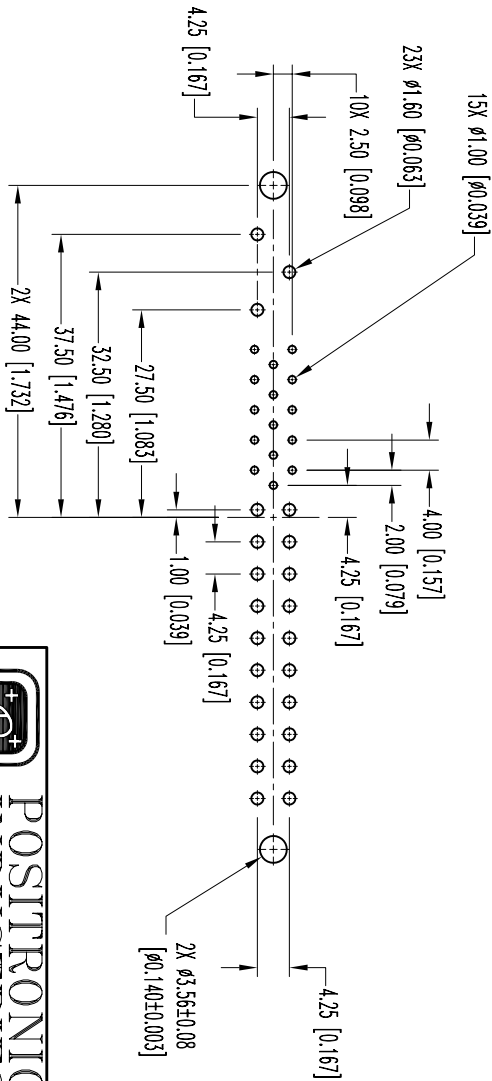 15X ø1.00 [ø0.039]
23X ø1.60 [ø0.063]
10X 2.50 [0.098]
4.25 [0.167]
4.00 [0.157]
2.00 [0.079]
4.25 [0.167]
4.25 [0.167]
1.00 [0.039]
27.50 [1.083]
32.50 [1.280]
37.50 [1.476]
2X 44.00 [1.732]
4.25 [0.167]
2X ø3.56±0.08
[ø0.140±0.003]